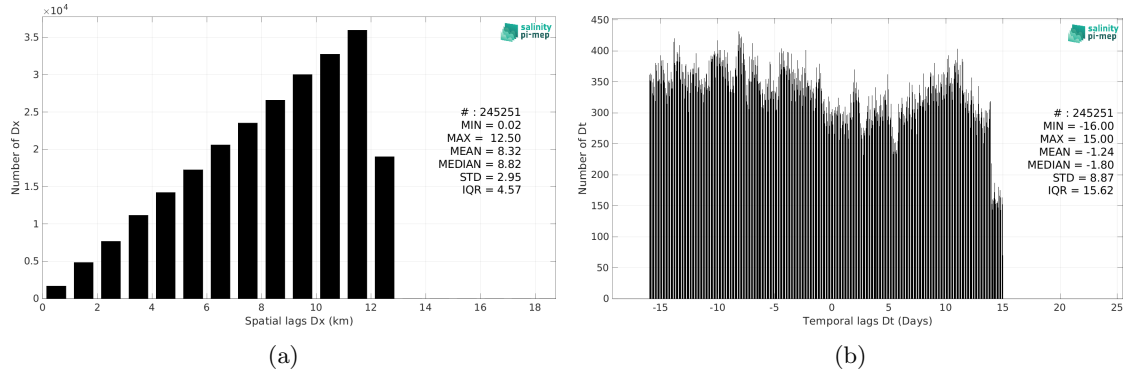 3.5
3
2.5
2
1.5
1
0.5
0
×10⁴
Number of Dx
0 2 4 6 8 10 12 14 16 18
Spatial lags Dx (km)
salinity
pi-mep
# : 245251
MIN = 0.02
MAX = 12.50
MEAN = 8.32
MEDIAN = 8.82
STD = 2.95
IQR = 4.57
(a)
450
400
350
300
250
200
150
100
50
0
Number of Dt
-15 -10 -5 0 5 10 15 20 25
Temporal lags Dt (Days)
salinity
pi-mep
# : 245251
MIN = -16.00
MAX = 15.00
MEAN = -1.24
MEDIAN = -1.80
STD = 8.87
IQR = 15.62
(b)